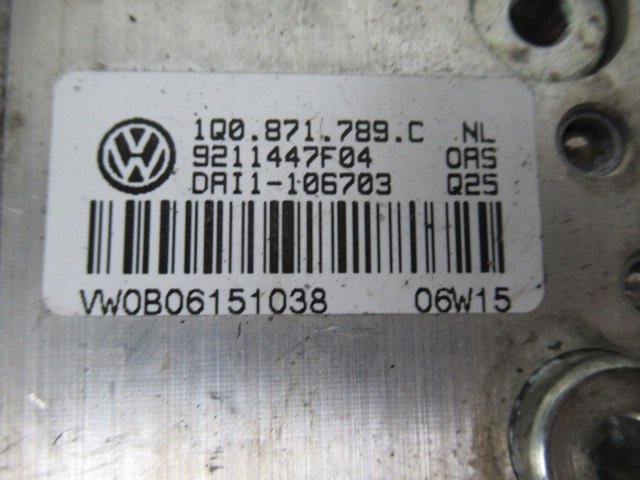 1Q0.871.789.C NL
9211447F04 OAS
DAI1-106703 Q25
VW0B06151038 06W15